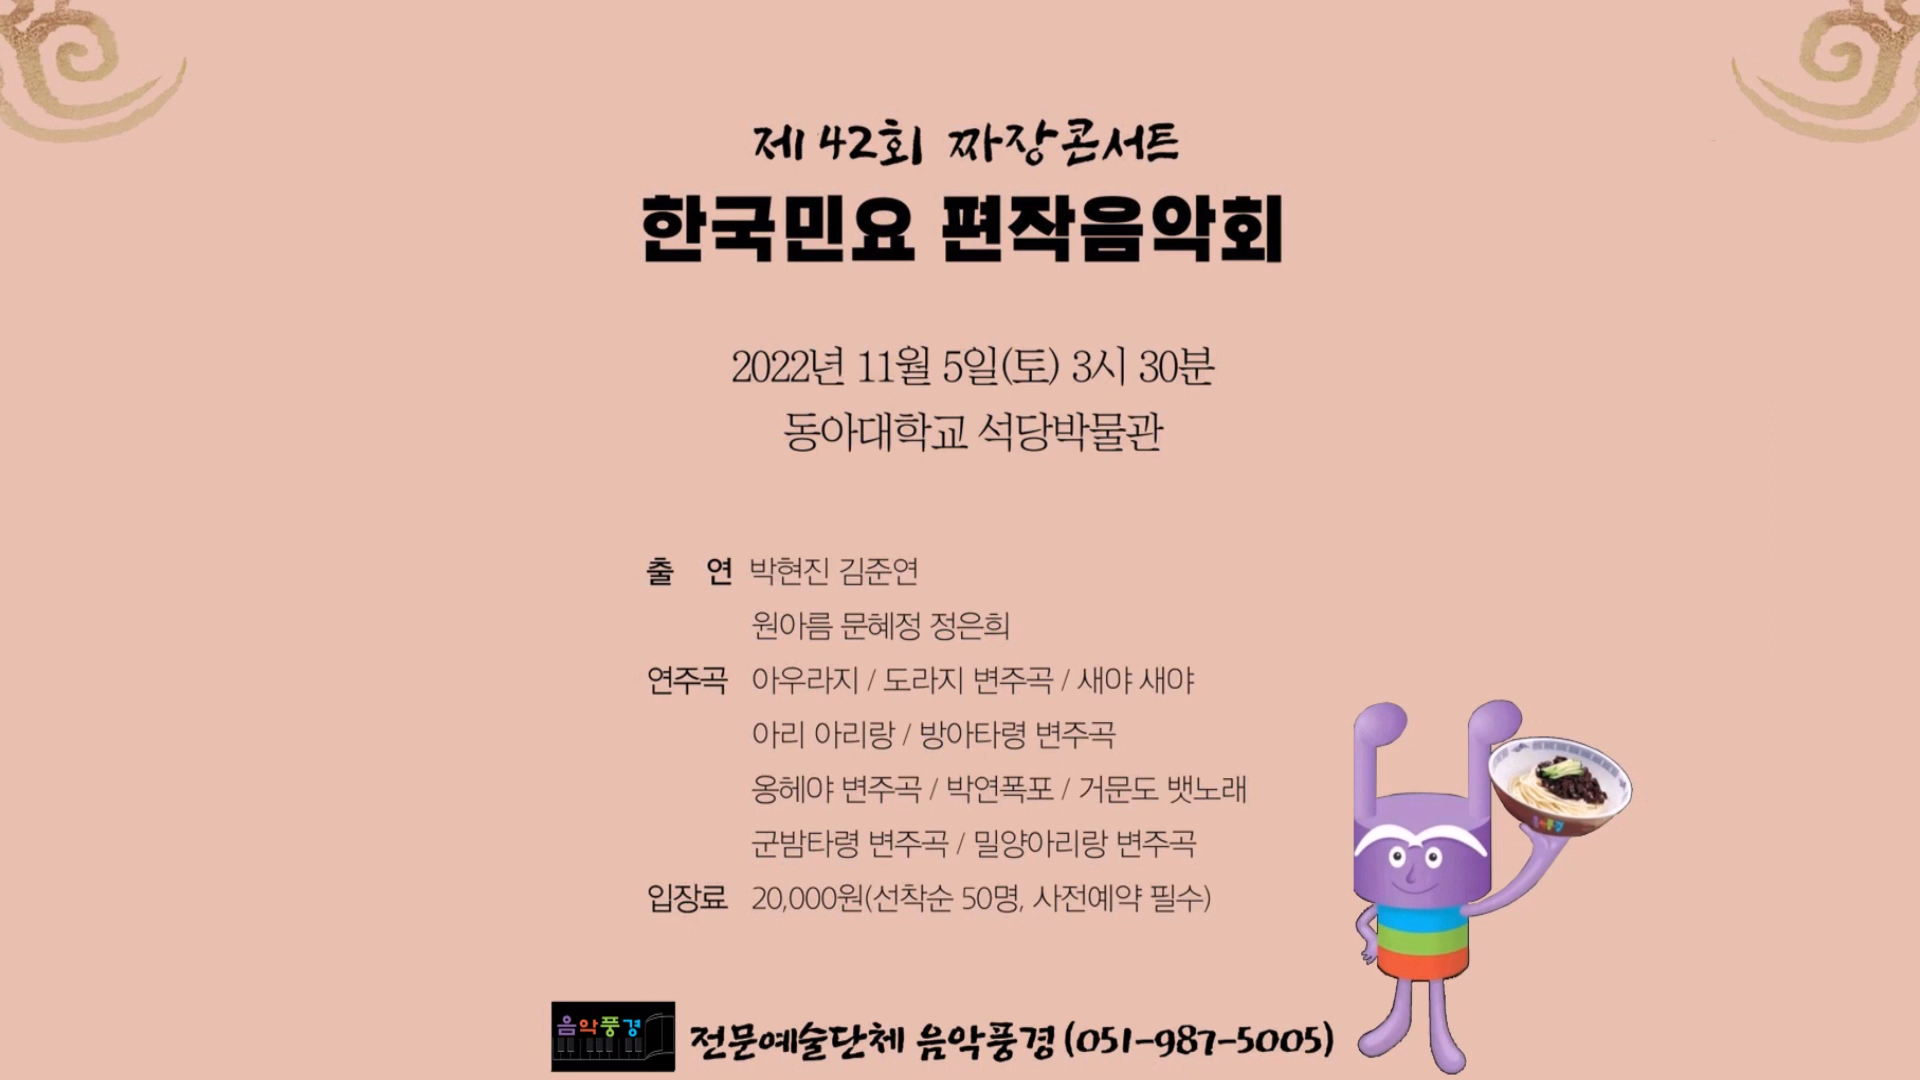 제42회 짜장콘서트
한국민요 편작음악회
2022년 11월 5일(토) 3시 30분
동아대학교 석당박물관
출 연 박현진 김준연
원아름 문혜정 정은희
연주곡 아우라지 / 도라지 변주곡 / 새야 새야
아리 아리랑 / 방아타령 변주곡
옹헤야 변주곡 / 박연폭포 / 거문도 뱃노래
군밤타령 변주곡 / 밀양아리랑 변주곡
입장료 20,000원(선착순 50명, 사전예약 필수)
음악풍경
음악풍경 전문예술단체 음악풍경 (051-987-5005)